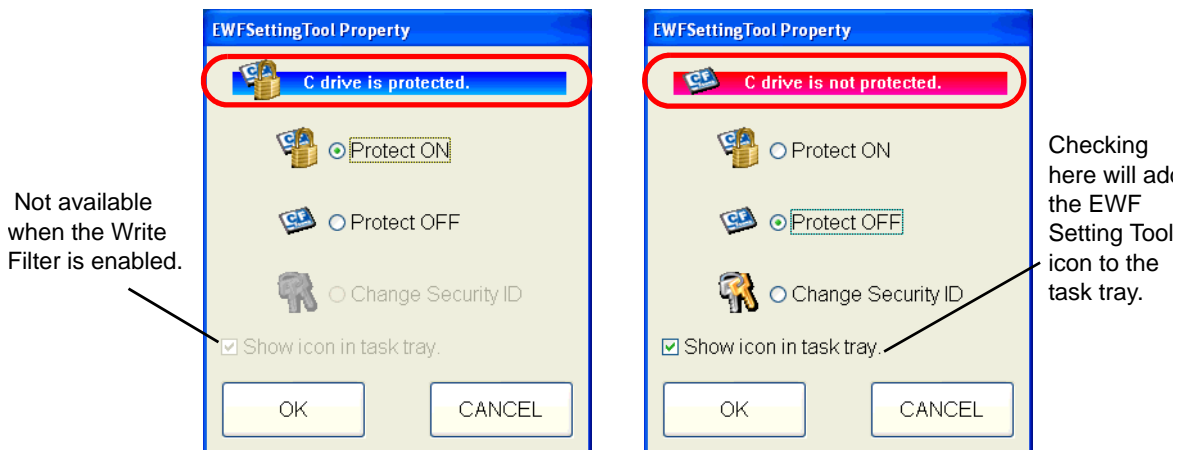 Not available
when the Write
Filter is enabled.
EWFSettingTool Property
C drive is protected.
Protect ON
Protect OFF
Change Security ID
Show icon in task tray.
OK
CANCEL
EWFSettingTool Property
C drive is not protected.
Protect ON
Protect OFF
Change Security ID
Show icon in task tray.
OK
CANCEL
Checking
here will
the EWF
Setting Tool
icon to the
task tray.